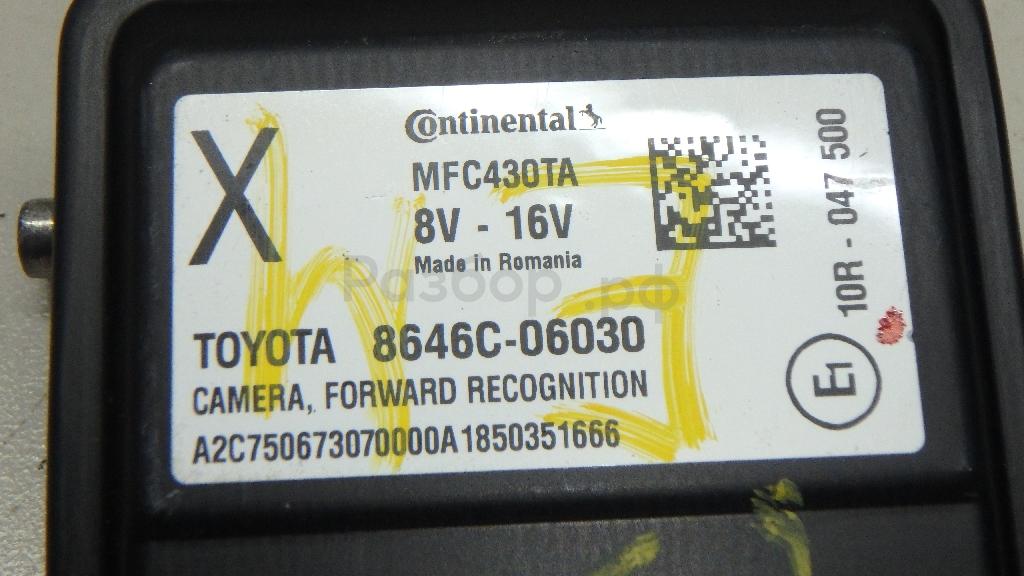 Continental
X
MFC430TA
8V - 16V
Made in Romania
Разбор.рф
TOYOTA 8646C-06030
CAMERA, FORWARD RECOGNITION
A2C750673070000A1850351666
10R - 047 500
E1
h3